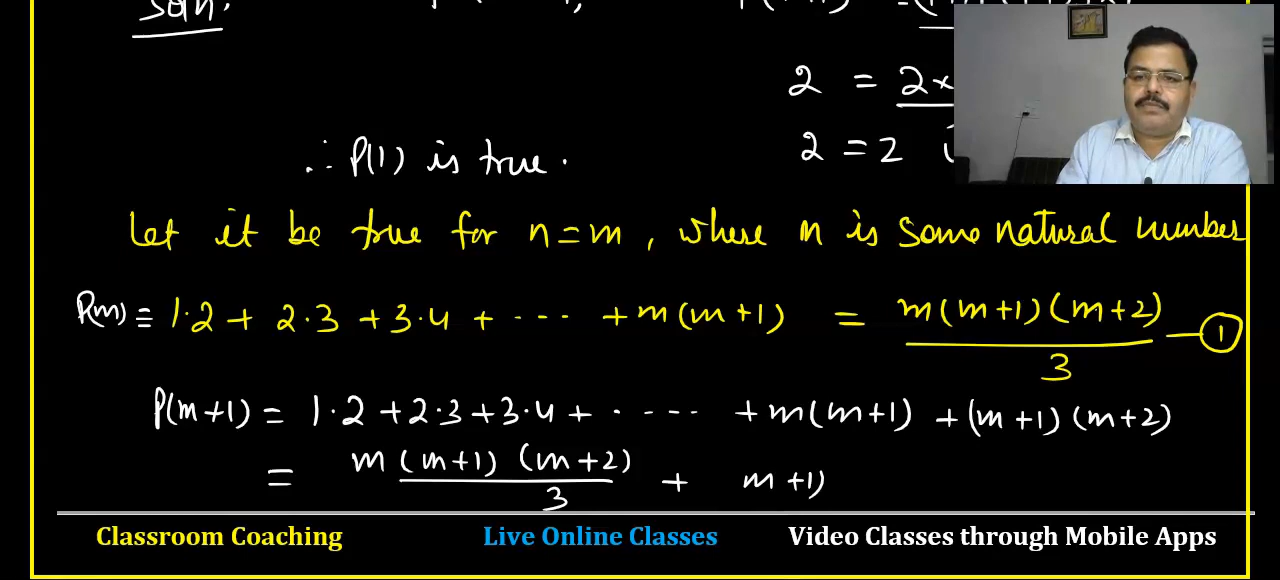 Soln.
2 = 2×
∴ P(1) is true.
2 = 2
Let it be true for n = m, where m is some natural number
P(m) ≡ 1·2 + 2·3 + 3·4 + ··· + m(m+1) = m(m+1)(m+2)/3 — ①
P(m+1) = 1·2 + 2·3 + 3·4 + ····· + m(m+1) + (m+1)(m+2)
= m(m+1)(m+2)/3 + m+1)
Classroom Coaching Live Online Classes Video Classes through Mobile Apps